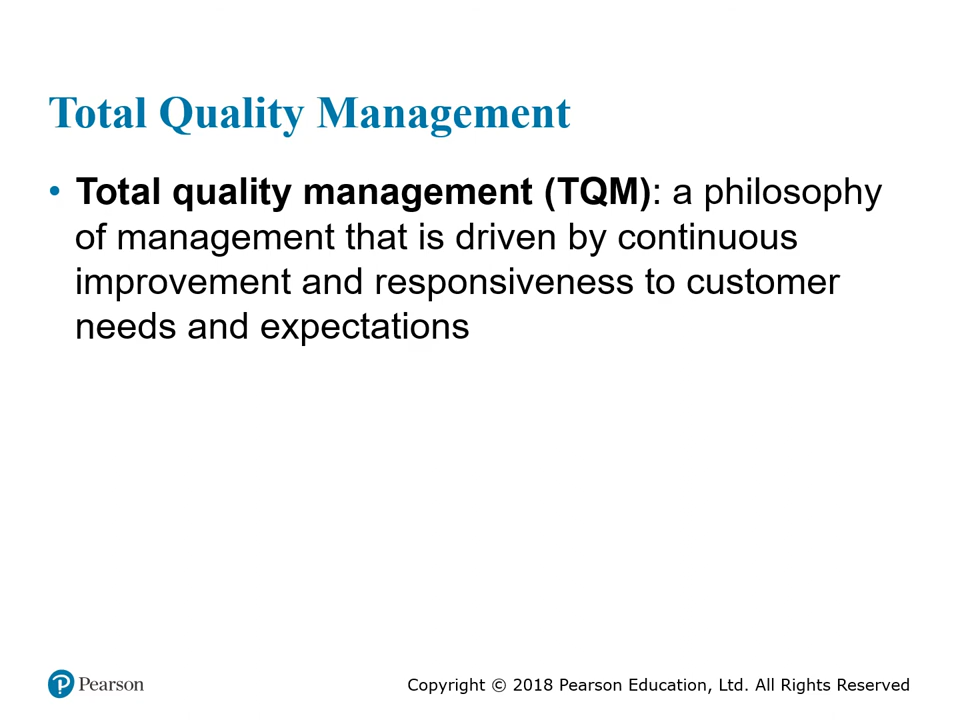 Total Quality Management
• Total quality management (TQM): a philosophy
of management that is driven by continuous
improvement and responsiveness to customer
needs and expectations
Pearson
Copyright © 2018 Pearson Education, Ltd. All Rights Reserved